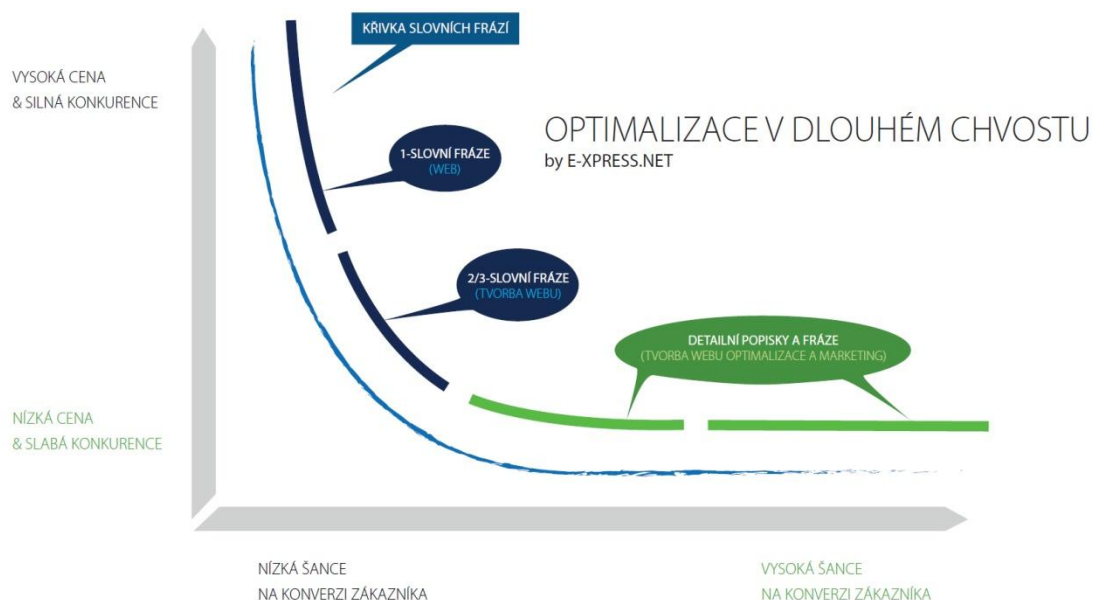 KŘIVKA SLOVNÍCH FRÁZÍ
VYSOKÁ CENA
& SILNÁ KONKURENCE
OPTIMALIZACE V DLOUHÉM CHVOSTU
by E-XPRESS.NET
1-SLOVNÍ FRÁZE
(WEB)
2/3-SLOVNÍ FRÁZE
(TVORBA WEBU)
DETAILNÍ POPISKY A FRÁZE
(TVORBA WEBU OPTIMALIZACE A MARKETING)
NÍZKÁ CENA
& SLABÁ KONKURENCE
NÍZKÁ ŠANCE
NA KONVERZI ZÁKAZNÍKA
VYSOKÁ ŠANCE
NA KONVERZI ZÁKAZNÍKA